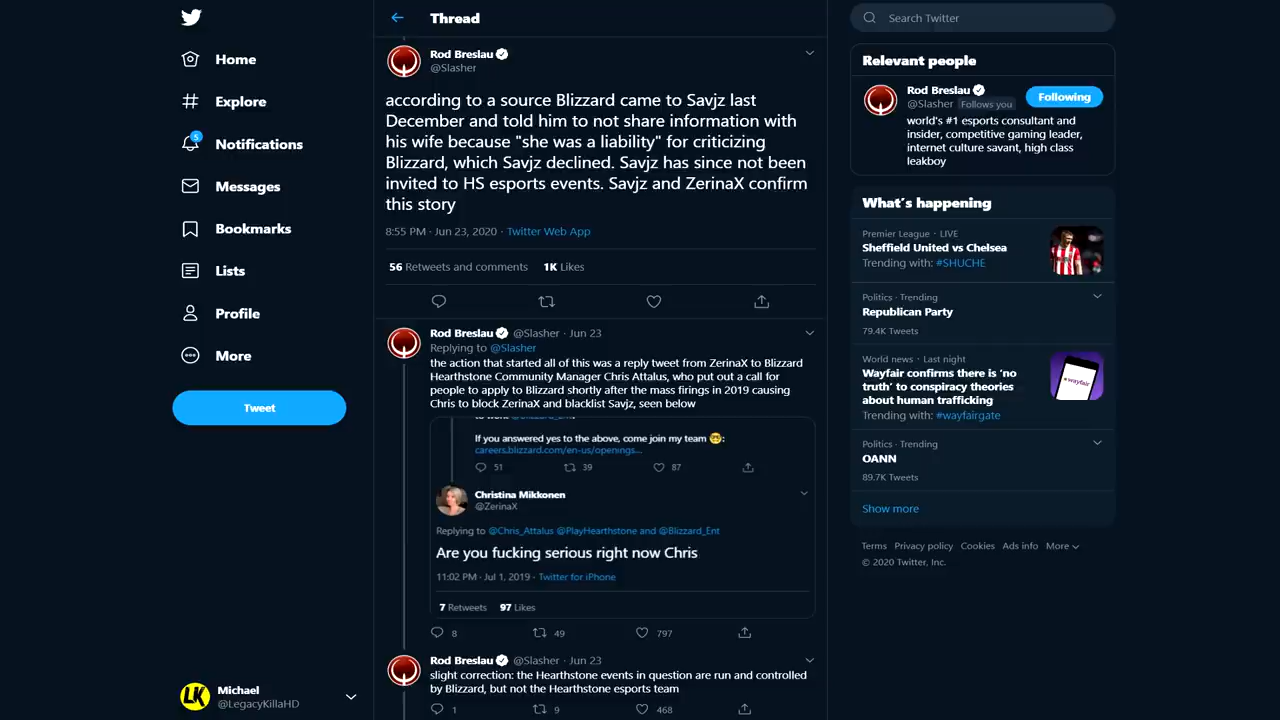 Home
Explore
5
Notifications
Messages
Bookmarks
Lists
Profile
More
Tweet
Michael
@LegacyKillaHD
LK
Thread
Rod Breslau
@Slasher
according to a source Blizzard came to Savjz last
December and told him to not share information with
his wife because "she was a liability" for criticizing
Blizzard, which Savjz declined. Savjz has since not been
invited to HS esports events. Savjz and ZerinaX confirm
this story
8:55 PM · Jun 23, 2020 · Twitter Web App
56 Retweets and comments 1K Likes
Rod Breslau @Slasher · Jun 23
Replying to @Slasher
the action that started all of this was a reply tweet from ZerinaX to Blizzard
Hearthstone Community Manager Chris Attalus, who put out a call for
people to apply to Blizzard shortly after the mass firings in 2019 causing
Chris to block ZerinaX and blacklist Savjz, seen below
If you answered yes to the above, come join my team 🤓:
careers.blizzard.com/en-us/openings...
51 39 87
Christina Mikkonen
@ZerinaX
Replying to @Chris_Attalus @PlayHearthstone and @Blizzard_Ent
Are you fucking serious right now Chris
11:02 PM · Jul 1, 2019 · Twitter for iPhone
7 Retweets 97 Likes
8 49 797
Rod Breslau @Slasher · Jun 23
slight correction: the Hearthstone events in question are run and controlled
by Blizzard, but not the Hearthstone esports team
1 9 468
Search Twitter
Relevant people
Rod Breslau
@Slasher Follows you
Following
world's #1 esports consultant and
insider, competitive gaming leader,
internet culture savant, high class
leakboy
What's happening
Premier League · LIVE
Sheffield United vs Chelsea
Trending with: #SHUCHE
Politics · Trending
Republican Party
79.4K Tweets
World news · Last night
Wayfair confirms there is 'no
truth' to conspiracy theories
about human trafficking
Trending with: #wayfairgate
wayfair
Politics · Trending
OANN
89.7K Tweets
Show more
Terms Privacy policy Cookies Ads info More
© 2020 Twitter, Inc.